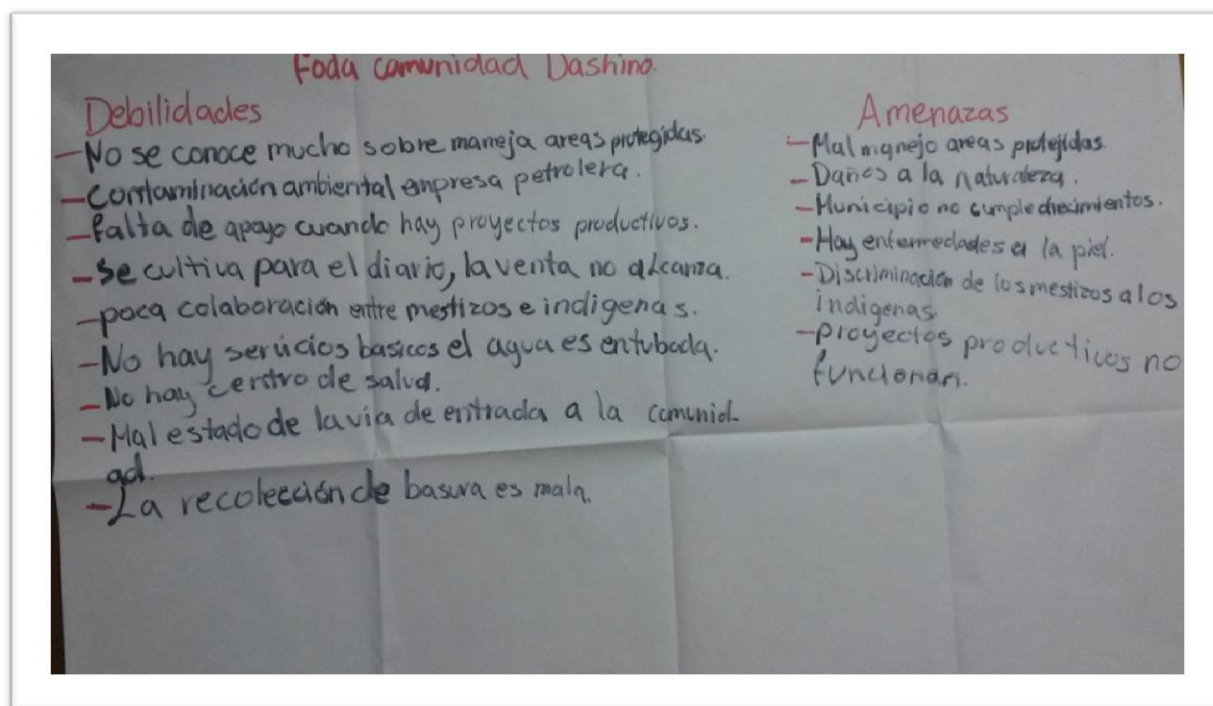 Foda comunidad Dashino.
Debilidades
- No se conoce mucho sobre maneja areas protegidas.
- Contaminación ambiental enpresa petrolera.
- falta de apoyo cuando hay proyectos productivos.
- se cultiva para el diario, la venta no alcanza.
- poca colaboración entre mestizos e indigenas.
- No hay servicios basicos el agua es entubada.
- No hay centro de salud.
- Mal estado de la via de entrada a la comunid-
ad.
- La recolección de basura es mala.
Amenazas
- Mal manejo areas protejidas.
- Daños a la naturaleza.
- Municipio no cumple
- Hay enfermedades a la piel.
- Discriminación de los mestizos a los
indigenas.
- proyectos productivos no
funcionan.